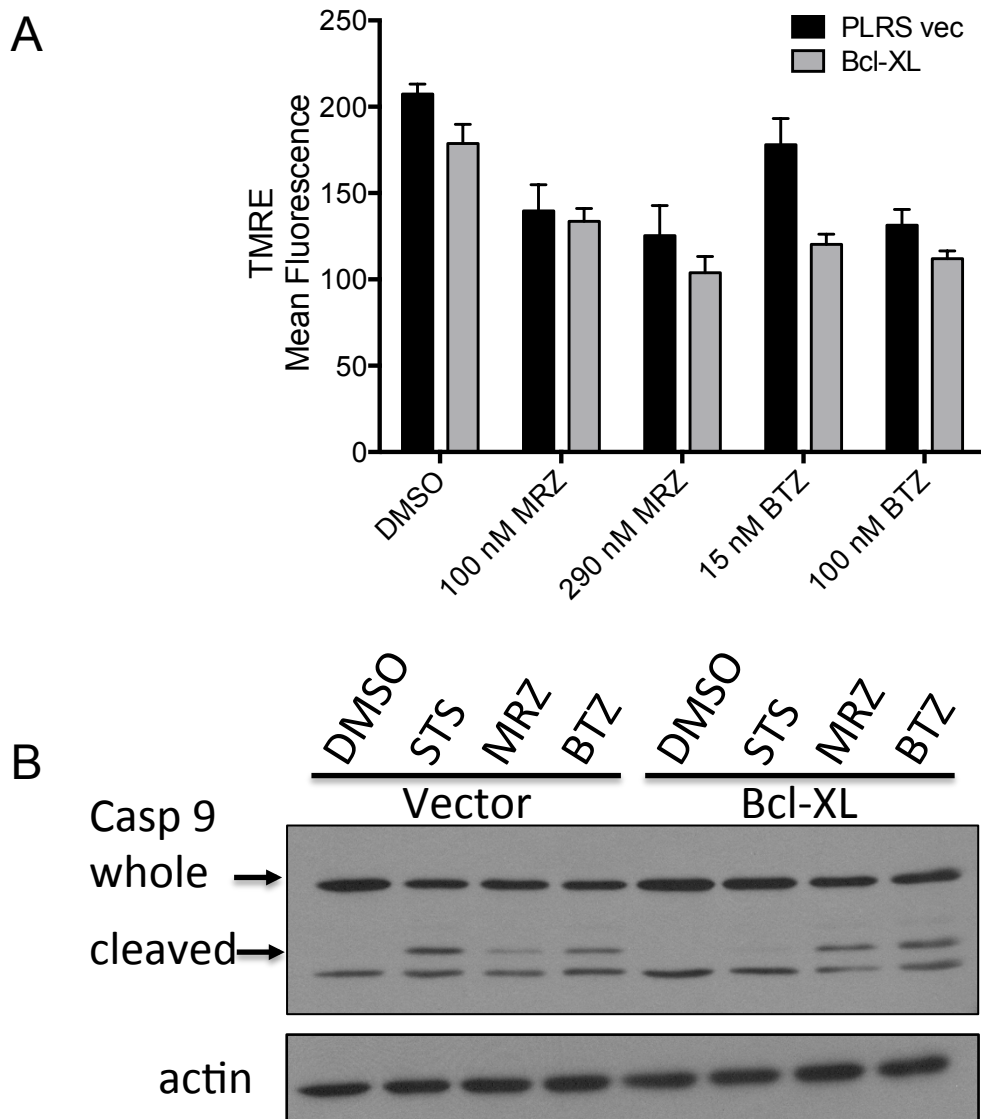 A
PLRS vec
Bcl-XL
TMRE
Mean Fluorescence
250
200
150
100
50
0
DMSO
100 nM MRZ
290 nM MRZ
15 nM BTZ
100 nM BTZ
B
DMSO
STS
MRZ
BTZ
DMSO
STS
MRZ
BTZ
Vector
Bcl-XL
Casp 9
whole
cleaved
actin